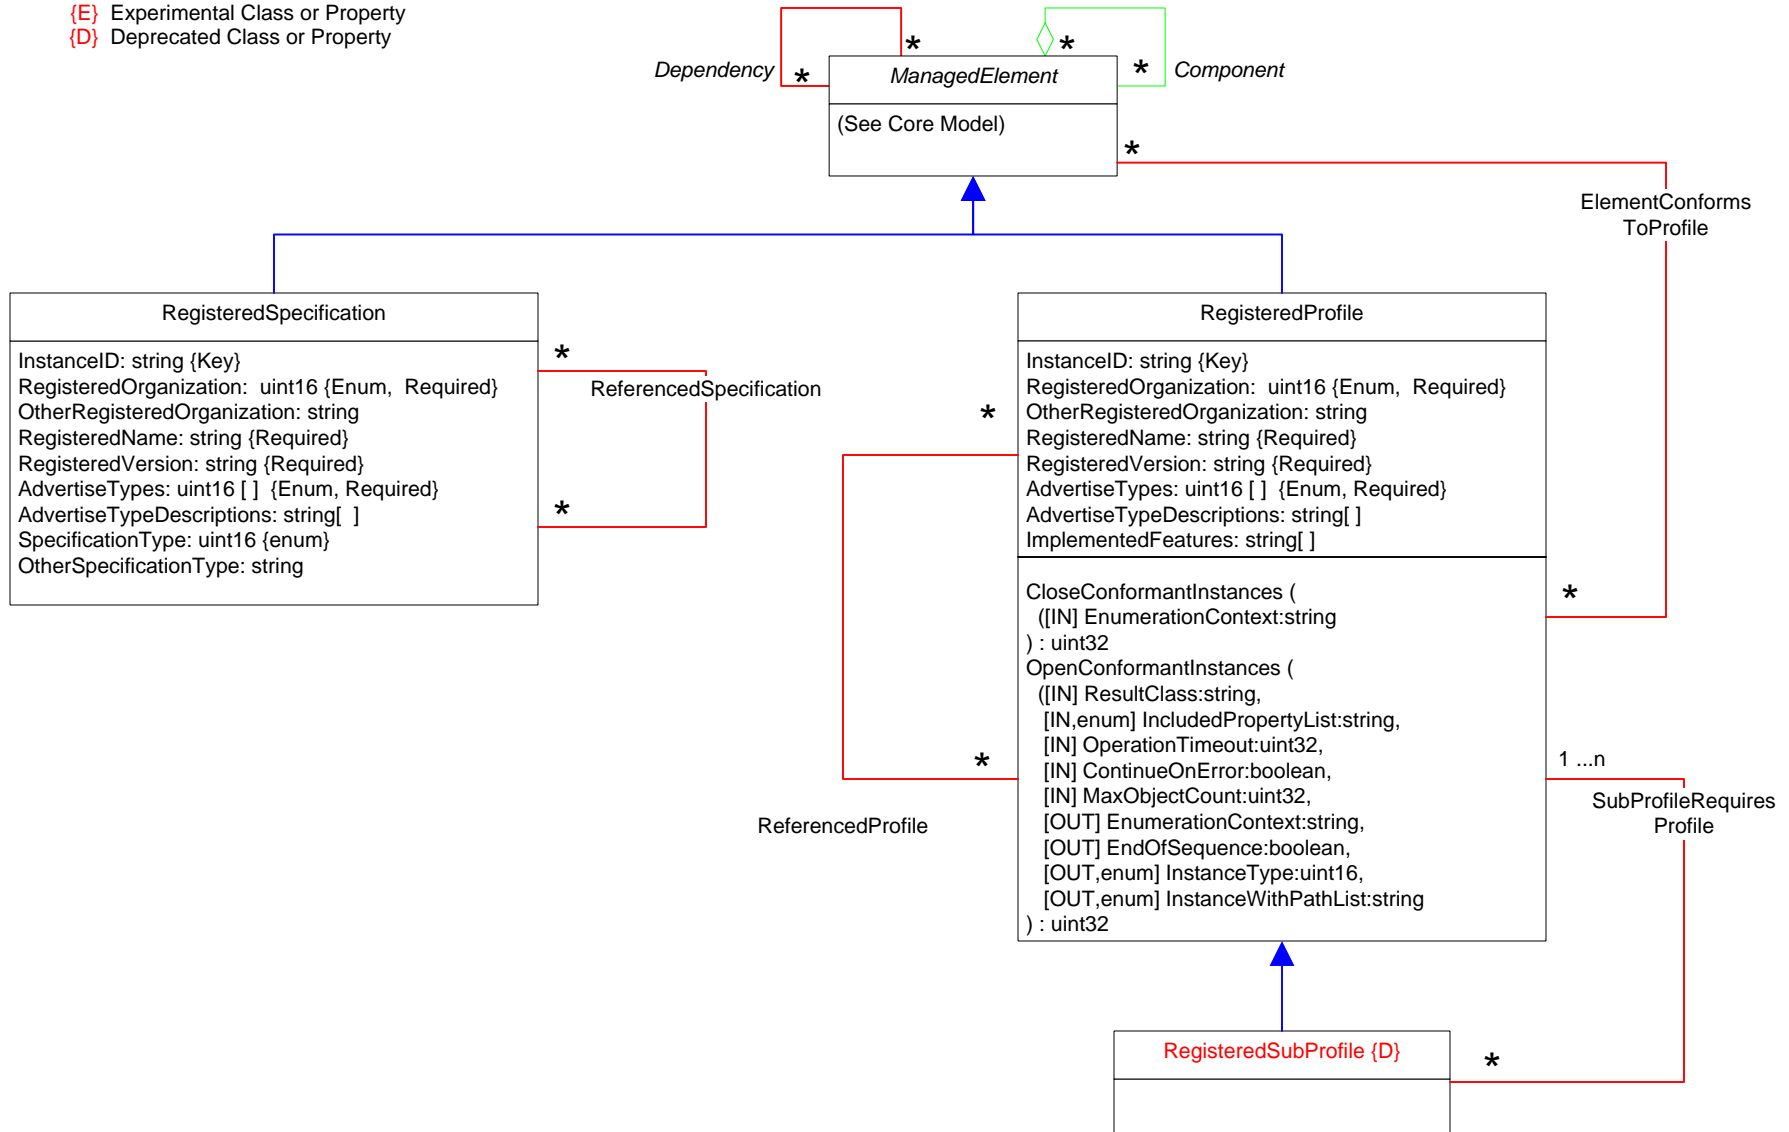 {E} Experimental Class or Property
{D} Deprecated Class or Property
*
*
Dependency
*
ManagedElement
*
Component
(See Core Model)
*
ElementConforms
ToProfile
RegisteredSpecification
InstanceID: string {Key}
RegisteredOrganization: uint16 {Enum, Required}
OtherRegisteredOrganization: string
RegisteredName: string {Required}
RegisteredVersion: string {Required}
AdvertiseTypes: uint16 [ ] {Enum, Required}
AdvertiseTypeDescriptions: string[ ]
SpecificationType: uint16 {enum}
OtherSpecificationType: string
*
ReferencedSpecification
*
RegisteredProfile
InstanceID: string {Key}
RegisteredOrganization: uint16 {Enum, Required}
OtherRegisteredOrganization: string
RegisteredName: string {Required}
RegisteredVersion: string {Required}
AdvertiseTypes: uint16 [ ] {Enum, Required}
AdvertiseTypeDescriptions: string[ ]
ImplementedFeatures: string[ ]
CloseConformantInstances (
([IN] EnumerationContext:string
) : uint32
OpenConformantInstances (
([IN] ResultClass:string,
[IN,enum] IncludedPropertyList:string,
[IN] OperationTimeout:uint32,
[IN] ContinueOnError:boolean,
[IN] MaxObjectCount:uint32,
[OUT] EnumerationContext:string,
[OUT] EndOfSequence:boolean,
[OUT,enum] InstanceType:uint16,
[OUT,enum] InstanceWithPathList:string
) : uint32
*
*
ReferencedProfile
*
1 ...n
SubProfileRequires
Profile
RegisteredSubProfile {D}
*